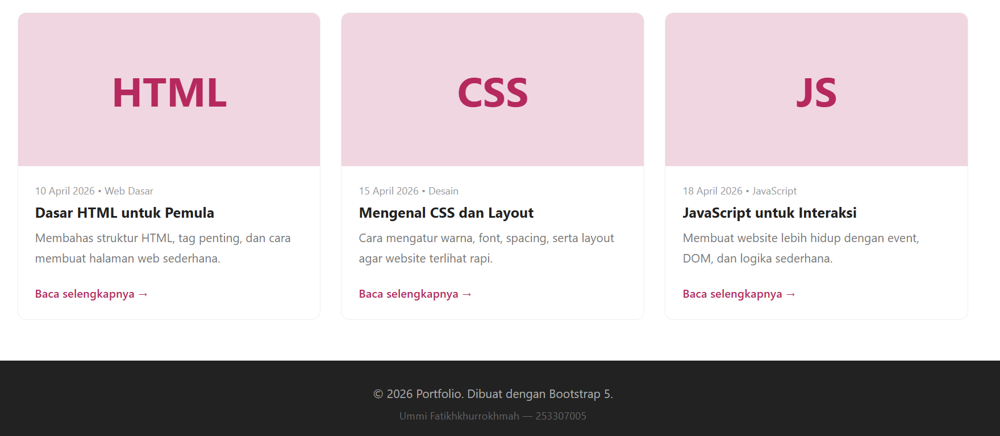 HTML
10 April 2026 • Web Dasar
Dasar HTML untuk Pemula
Membahas struktur HTML, tag penting, dan cara
membuat halaman web sederhana.
Baca selengkapnya →
CSS
15 April 2026 • Desain
Mengenal CSS dan Layout
Cara mengatur warna, font, spacing, serta layout
agar website terlihat rapi.
Baca selengkapnya →
JS
18 April 2026 • JavaScript
JavaScript untuk Interaksi
Membuat website lebih hidup dengan event,
DOM, dan logika sederhana.
Baca selengkapnya →
© 2026 Portfolio. Dibuat dengan Bootstrap 5.
Ummi Fatikhkhurrokhmah — 253307005